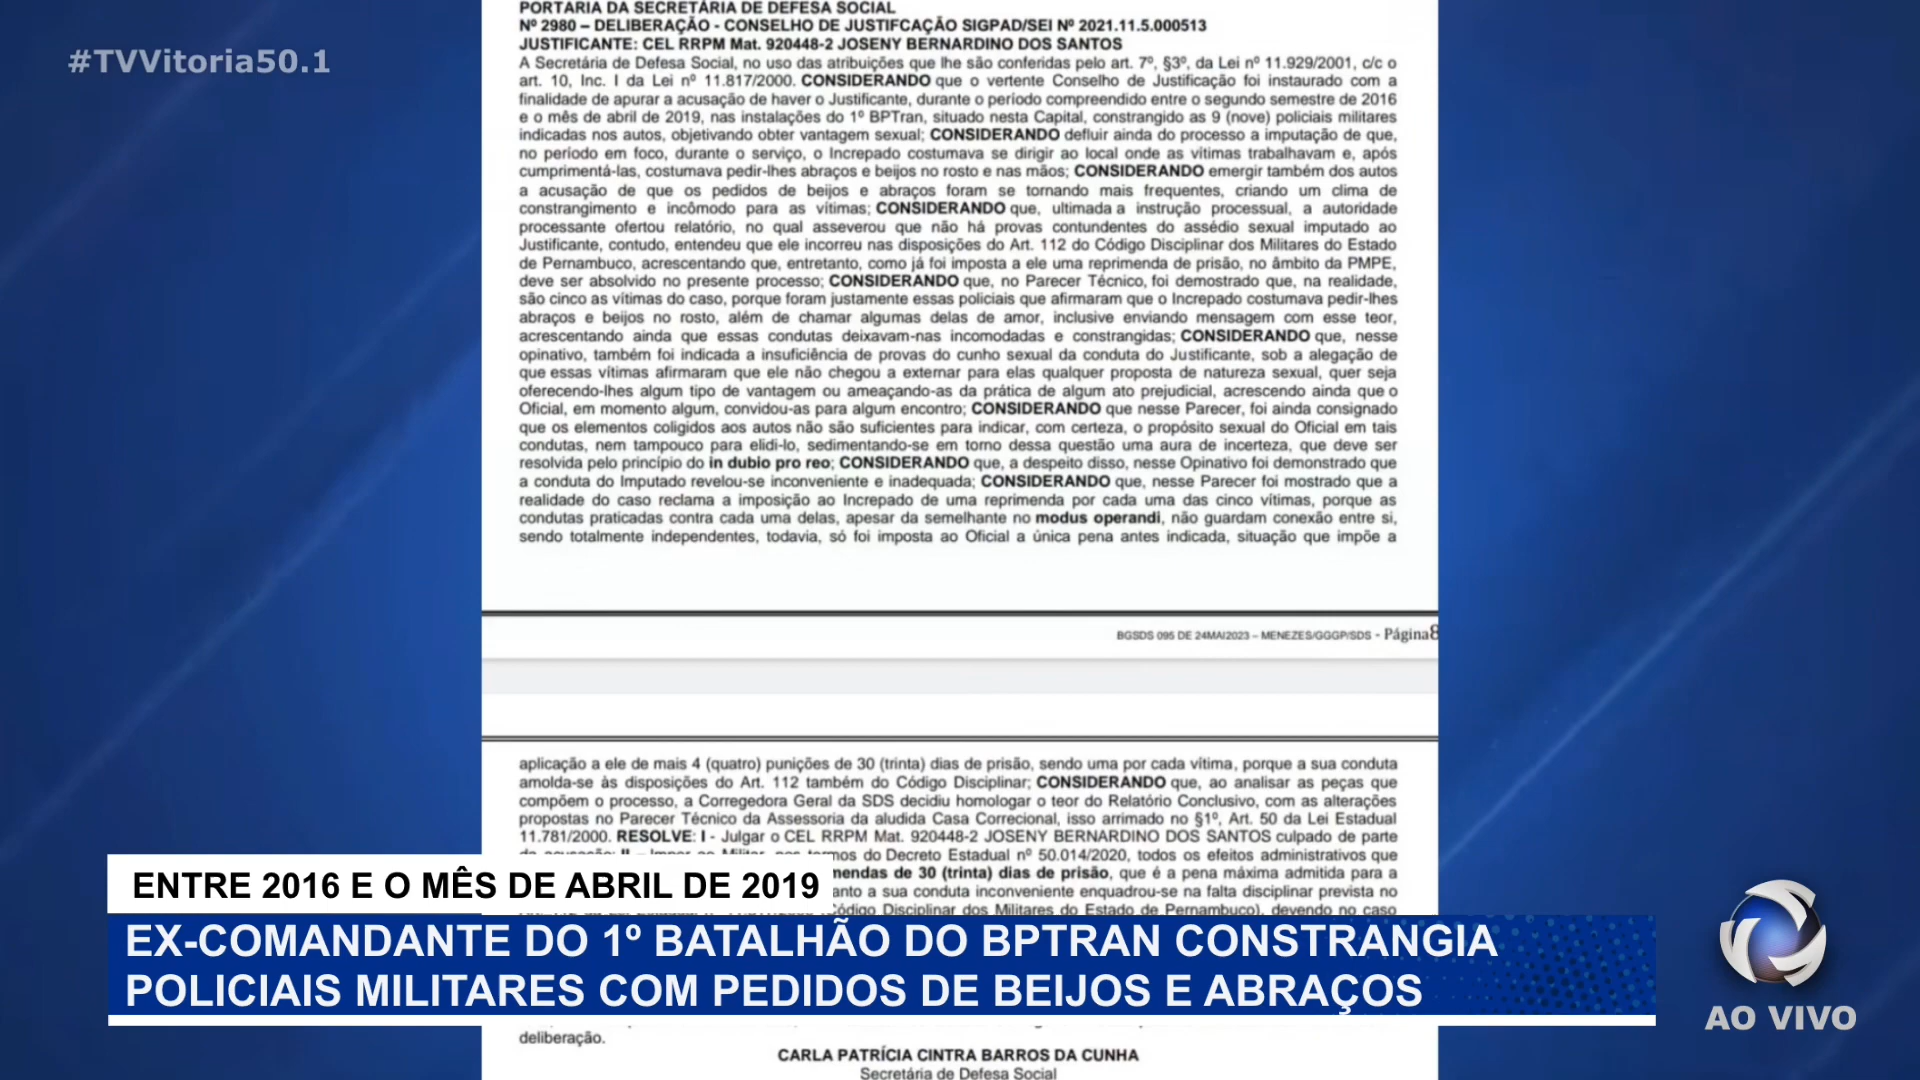 #TVVitoria50.1
PORTARIA DA SECRETÁRIA DE DEFESA SOCIAL
Nº 2980 – DELIBERAÇÃO - CONSELHO DE JUSTIFCAÇÃO SIGPAD/SEI Nº 2021.11.5.000513
JUSTIFICANTE: CEL RRPM Mat. 920448-2 JOSENY BERNARDINO DOS SANTOS
A Secretária de Defesa Social, no uso das atribuições que lhe são conferidas pelo art. 7º, §3º, da Lei nº 11.929/2001, c/c o
art. 10, Inc. I da Lei nº 11.817/2000. CONSIDERANDO que o vertente Conselho de Justificação foi instaurado com a
finalidade de apurar a acusação de haver o Justificante, durante o período compreendido entre o segundo semestre de 2016
e o mês de abril de 2019, nas instalações do 1º BPTran, situado nesta Capital, constrangido as 9 (nove) policiais militares
indicadas nos autos, objetivando obter vantagem sexual; CONSIDERANDO defluir ainda do processo a imputação de que,
no período em foco, durante o serviço, o Increpado costumava se dirigir ao local onde as vítimas trabalhavam e, após
cumprimentá-las, costumava pedir-lhes abraços e beijos no rosto e nas mãos; CONSIDERANDO emergir também dos autos
a acusação de que os pedidos de beijos e abraços foram se tornando mais frequentes, criando um clima de
constrangimento e incômodo para as vítimas; CONSIDERANDO que, ultimada a instrução processual, a autoridade
processante ofertou relatório, no qual asseverou que não há provas contundentes do assédio sexual imputado ao
Justificante, contudo, entendeu que ele incorreu nas disposições do Art. 112 do Código Disciplinar dos Militares do Estado
de Pernambuco, acrescentando que, entretanto, como já foi imposta a ele uma reprimenda de prisão, no âmbito da PMPE,
deve ser absolvido no presente processo; CONSIDERANDO que, no Parecer Técnico, foi demonstrado que, na realidade,
são cinco as vítimas do caso, porque foram justamente essas policiais que afirmaram que o Increpado costumava pedir-lhes
abraços e beijos no rosto, além de chamar algumas delas de amor, inclusive enviando mensagem com esse teor,
acrescentando ainda que essas condutas deixavam-nas incomodadas e constrangidas; CONSIDERANDO que, nesse
opinativo, também foi indicada a insuficiência de provas do cunho sexual da conduta do Justificante, sob a alegação de
que essas vítimas afirmaram que ele não chegou a externar para elas qualquer proposta de natureza sexual, quer seja
oferecendo-lhes algum tipo de vantagem ou ameaçando-as da prática de algum ato prejudicial, acrescendo ainda que o
Oficial, em momento algum, convidou-as para algum encontro; CONSIDERANDO que nesse Parecer, foi ainda consignado
que os elementos coligidos aos autos não são suficientes para indicar, com certeza, o propósito sexual do Oficial em tais
condutas, nem tampouco para elidi-lo, sedimentando-se em torno dessa questão uma aura de incerteza, que deve ser
resolvida pelo princípio do in dubio pro reo; CONSIDERANDO que, a despeito disso, nesse Opinativo foi demonstrado que
a conduta do Imputado revelou-se inconveniente e inadequada; CONSIDERANDO que, nesse Parecer foi mostrado que a
realidade do caso reclama a imposição ao Increpado de uma reprimenda por cada uma das cinco vítimas, porque as
condutas praticadas contra cada uma delas, apesar da semelhante no modus operandi, não guardam conexão entre si,
sendo totalmente independentes, todavia, só foi imposta ao Oficial a única pena antes indicada, situação que impõe a
BGSDS 095 DE 24MAI2023 – MENEZES/GGGP/SDS - Página8
aplicação a ele de mais 4 (quatro) punições de 30 (trinta) dias de prisão, sendo uma por cada vítima, porque a sua conduta
amolda-se às disposições do Art. 112 também do Código Disciplinar; CONSIDERANDO que, ao analisar as peças que
compõem o processo, a Corregedora Geral da SDS decidiu homologar o teor do Relatório Conclusivo, com as alterações
propostas no Parecer Técnico da Assessoria da aludida Casa Correcional, isso arrimado no §1º, Art. 50 da Lei Estadual
11.781/2000. RESOLVE: I - Julgar o CEL RRPM Mat. 920448-2 JOSENY BERNARDINO DOS SANTOS culpado de parte
do Decreto Estadual nº 50.014/2020, todos os efeitos administrativos que
mendas de 30 (trinta) dias de prisão, que é a pena máxima admitida para a
anto a sua conduta inconveniente enquadrou-se na falta disciplinar prevista no
Código Disciplinar dos Militares do Estado de Pernambuco), devendo no caso
ENTRE 2016 E O MÊS DE ABRIL DE 2019
EX-COMANDANTE DO 1º BATALHÃO DO BPTRAN CONSTRANGIA
POLICIAIS MILITARES COM PEDIDOS DE BEIJOS E ABRAÇOS
AO VIVO
deliberação.
CARLA PATRÍCIA CINTRA BARROS DA CUNHA
Secretária de Defesa Social